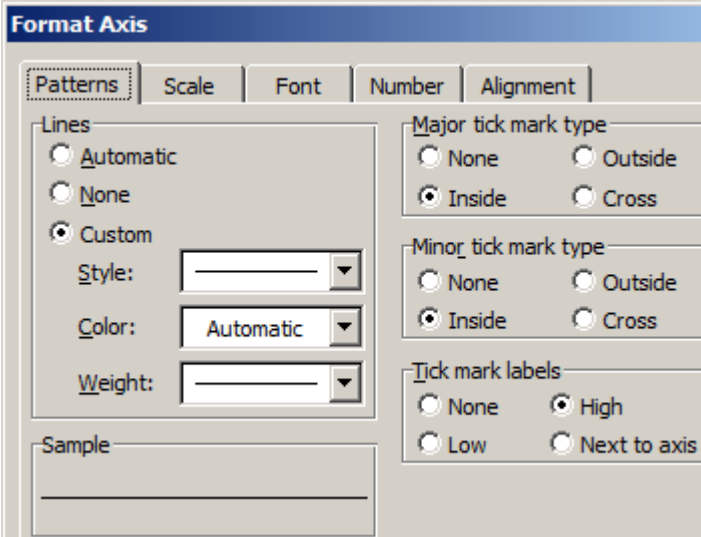 Format Axis
Patterns Scale Font Number Alignment
Lines
Automatic
None
Custom
Style:
Color: Automatic
Weight:
Sample
Major tick mark type
None Outside
Inside Cross
Minor tick mark type
None Outside
Inside Cross
Tick mark labels
None High
Low Next to axis